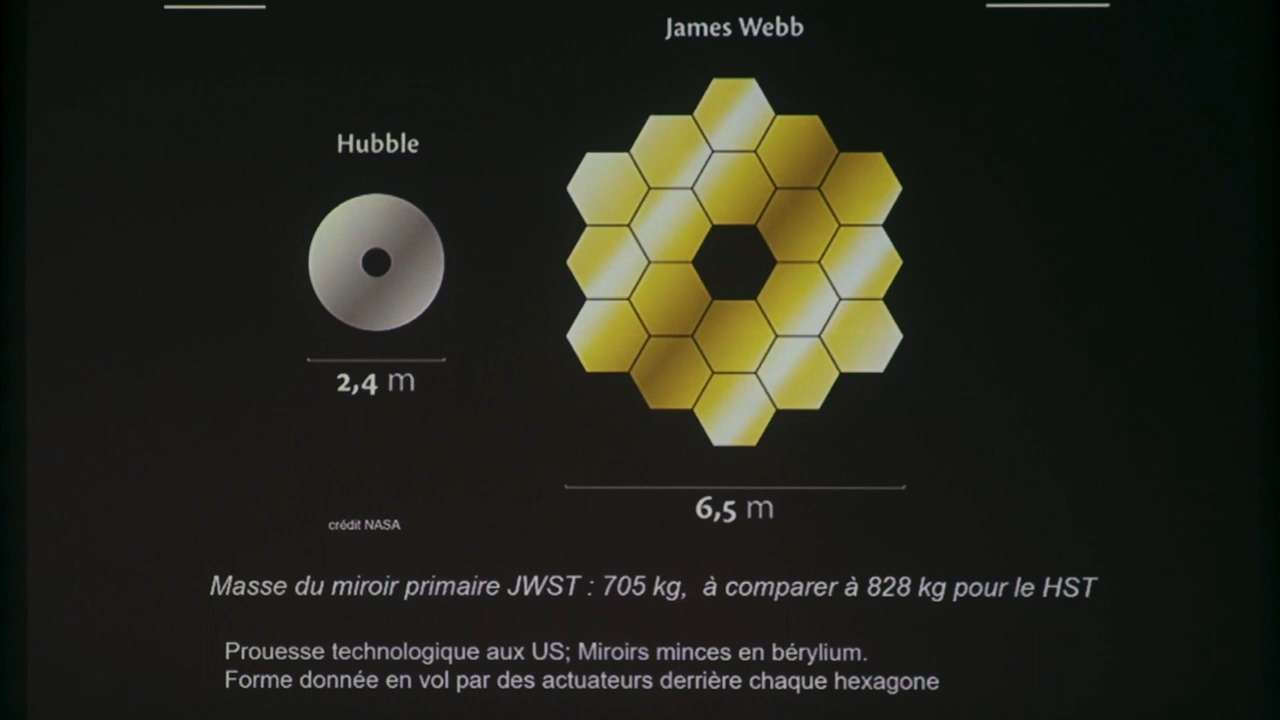 James Webb
Hubble
2,4 m
6,5 m
crédit NASA
Masse du miroir primaire JWST : 705 kg, à comparer à 828 kg pour le HST
Prouesse technologique aux US; Miroirs minces en bérylium.
Forme donnée en vol par des actuateurs derrière chaque hexagone